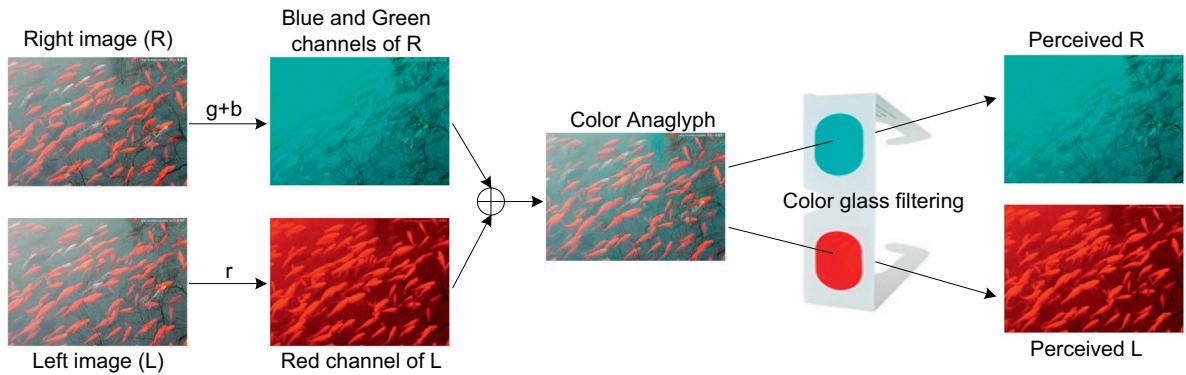 Right image (R)
g+b
Blue and Green
channels of R
Left image (L)
r
Red channel of L
Color Anaglyph
Color glass filtering
Perceived R
Perceived L